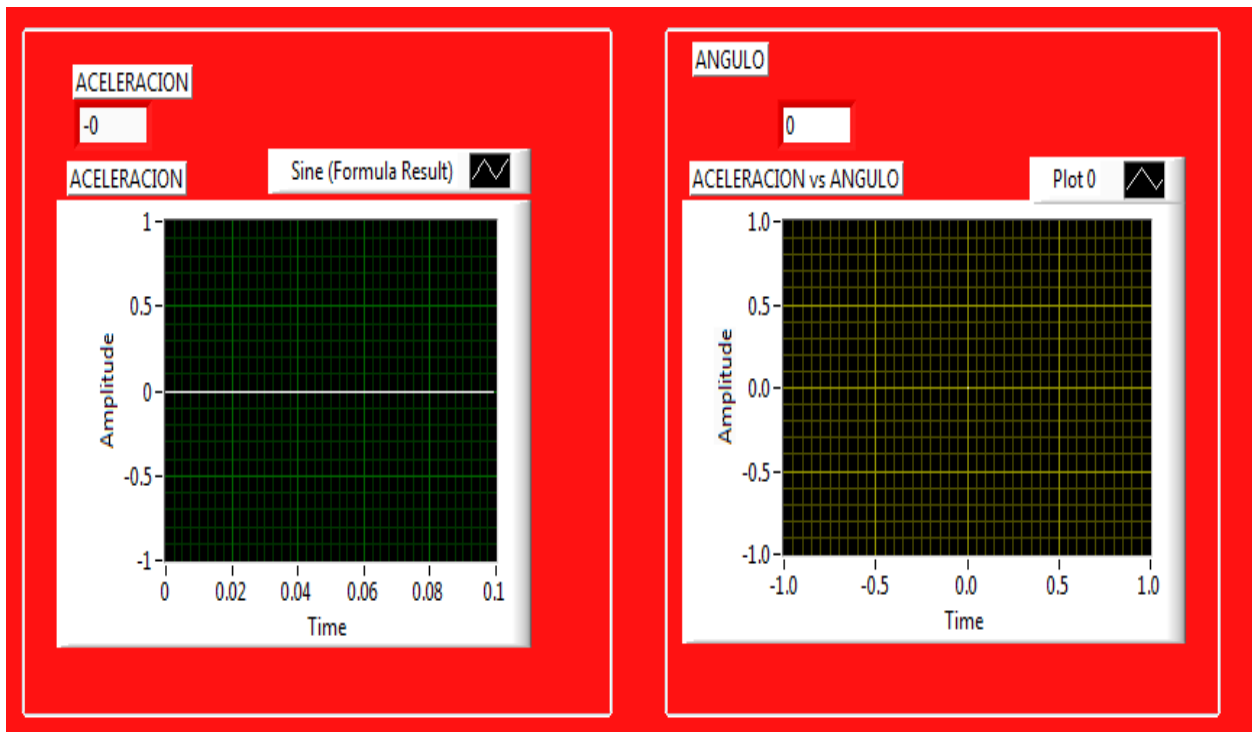 ACELERACION
-0
ACELERACION
Sine (Formula Result)
1
0.5
0
-0.5
-1
Amplitude
0 0.02 0.04 0.06 0.08 0.1
Time
ANGULO
0
ACELERACION vs ANGULO
Plot 0
1.0
0.5
0.0
-0.5
-1.0
Amplitude
-1.0 -0.5 0.0 0.5 1.0
Time